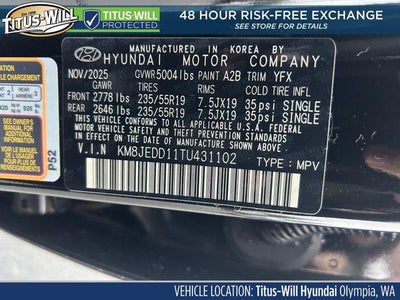 TITUS-WILL
TITUS-WILL
PROTECTED
48 HOUR RISK-FREE EXCHANGE
SEE STORE FOR DETAILS
MANUFACTURED IN KOREA BY
HYUNDAI MOTOR COMPANY
NOV/2025 GVWR 5004 lbs PAINT A2B TRIM YFX
GAWR TIRES RIMS COLD TIRE INFL
FRONT 2778 lbs 235/55R19 7.5JX19 35psi SINGLE
REAR 2646 lbs 235/55R19 7.5JX19 35psi SINGLE
THIS VEHICLE CONFORMS TO ALL APPLICABLE U.S.A.
FEDERAL MOTOR VEHICLE SAFETY AND THEFT
PREVENTION STANDARDS IN EFFECT ON THE DATE
OF MANUFACTURE SHOWN ABOVE.
V.I.N KM8JEDD11TU431102 TYPE : MPV
P52
VEHICLE LOCATION: Titus-Will Hyundai Olympia, WA